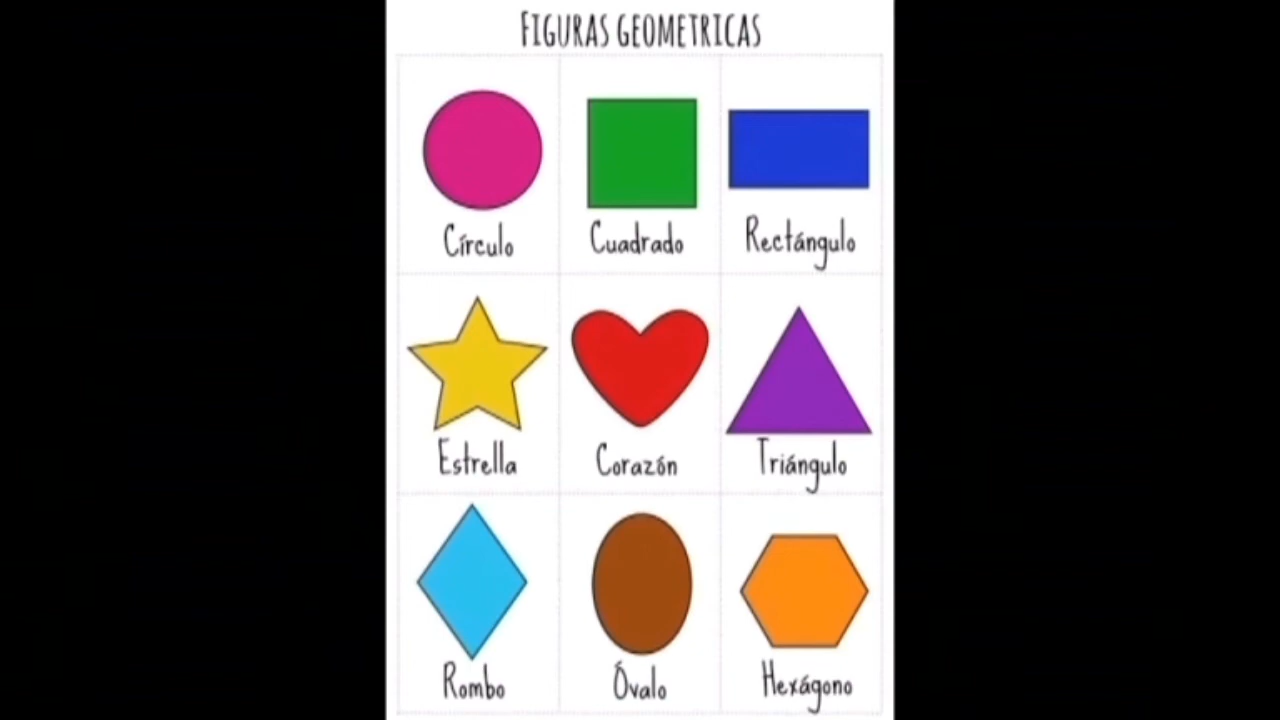 FIGURAS GEOMETRICAS
Círculo
Cuadrado
Rectángulo
Estrella
Corazón
Triángulo
Rombo
Óvalo
Hexágono